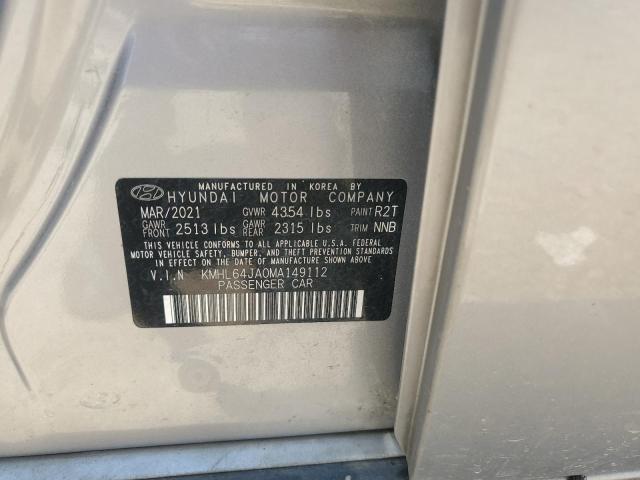 MANUFACTURED IN KOREA BY
HYUNDAI MOTOR COMPANY
MAR/2021 GVWR 4354 lbs PAINT R2T
GAWR FRONT 2513 lbs GAWR REAR 2315 lbs TRIM NNB
THIS VEHICLE CONFORMS TO ALL APPLICABLE U.S.A. FEDERAL
MOTOR VEHICLE SAFETY, BUMPER, AND THEFT PREVENTION STANDARDS
IN EFFECT ON THE DATE OF MANUFACTURE SHOWN ABOVE.
V.I.N KMHL64JA0MA149112
PASSENGER CAR